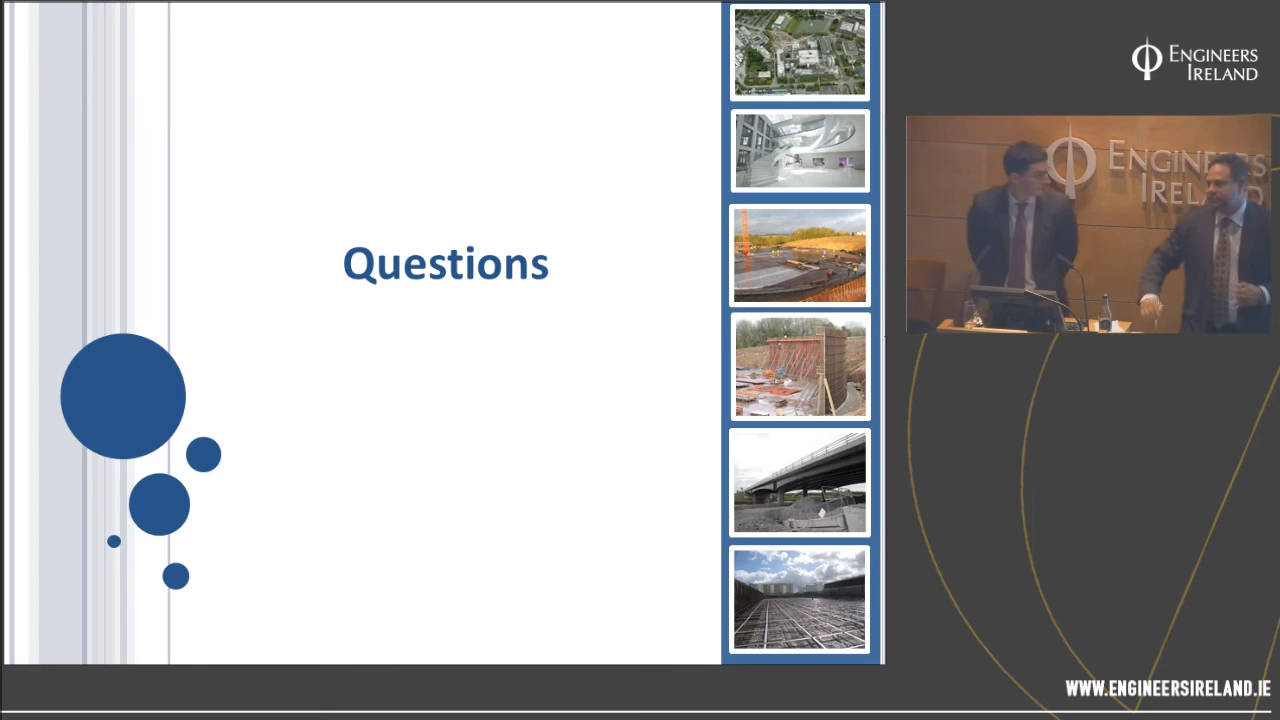 Questions
ENGINEERS
IRELAND
ENGINEERS
IRELAND
WWW.ENGINEERSIRELAND.IE